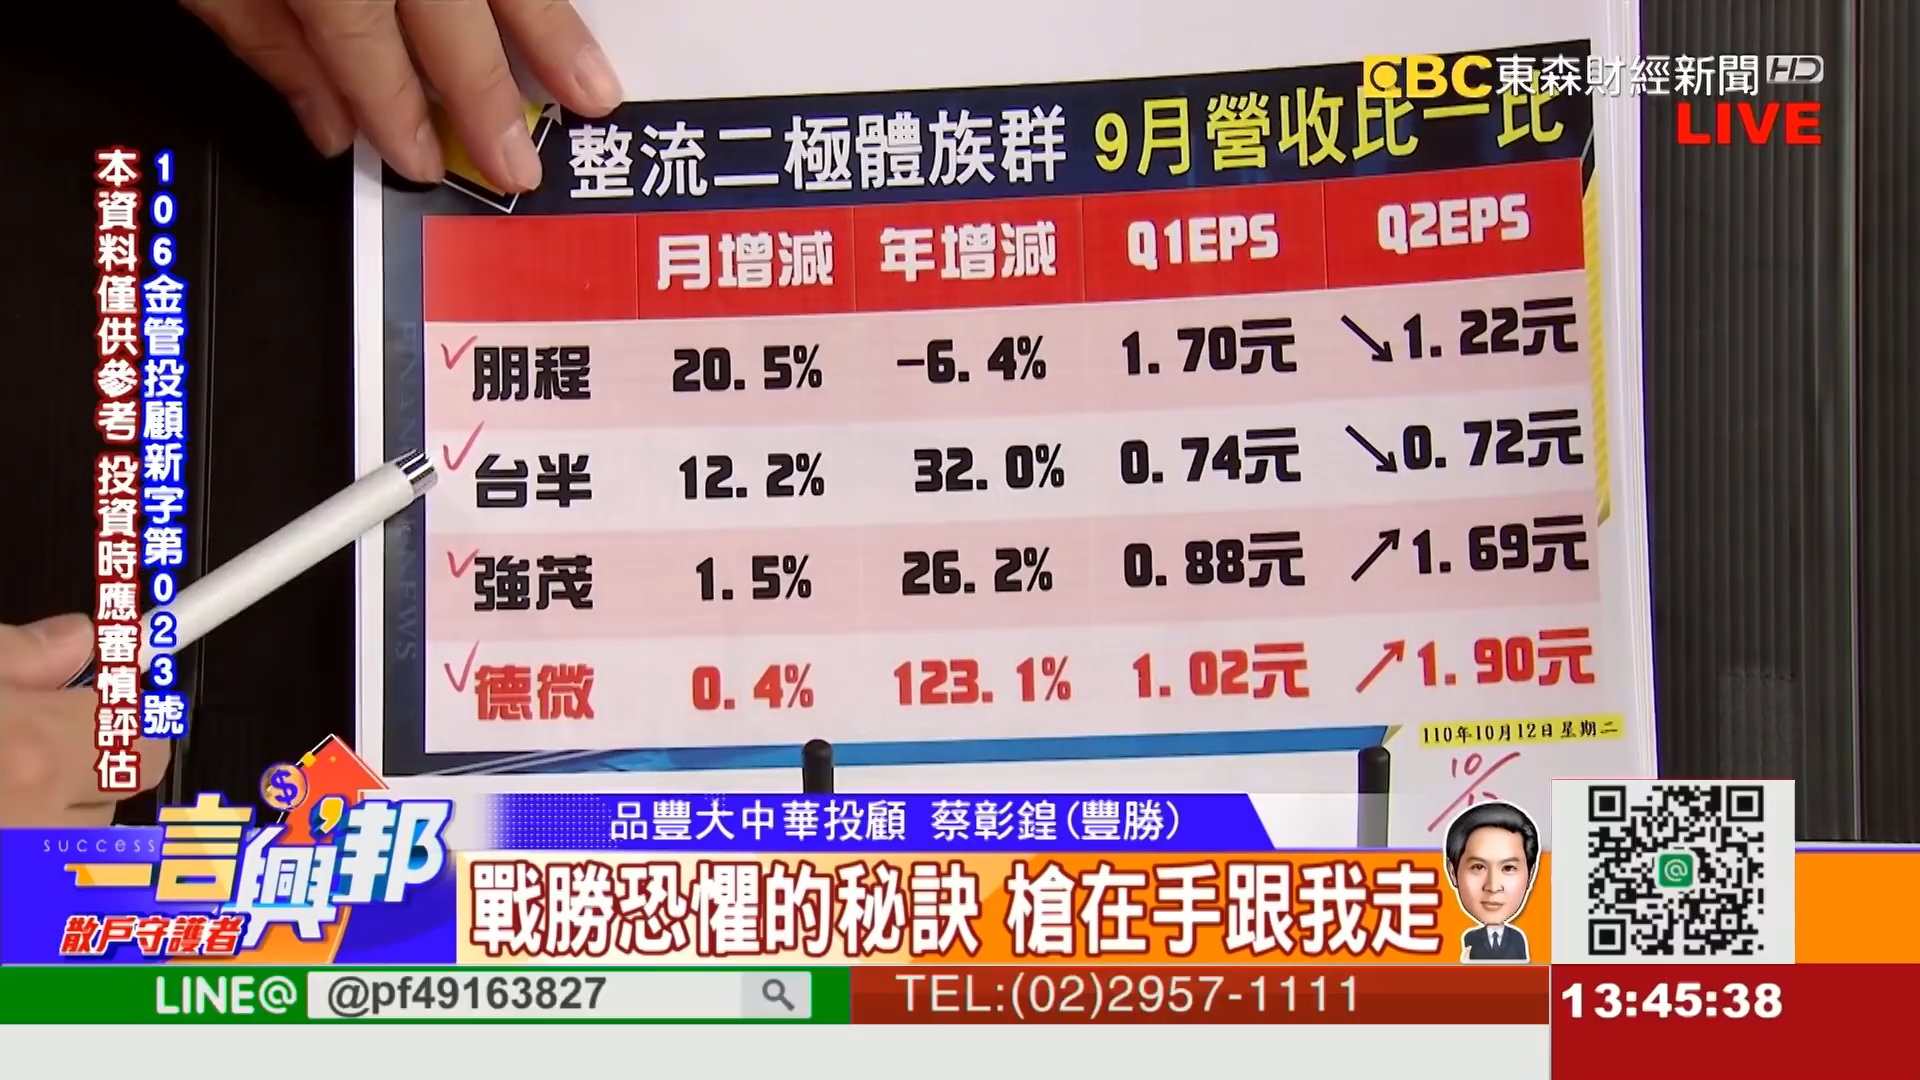 EBC東森財經新聞HD
LIVE
106金管投顧新字第023號
本資料僅供參考 投資時應審慎評估
整流二極體族群 9月營收比一比
月增減 年增減 Q1EPS Q2EPS
朋程 20.5% -6.4% 1.70元 ↘1.22元
台半 12.2% 32.0% 0.74元 ↘0.72元
強茂 1.5% 26.2% 0.88元 ↗1.69元
德微 0.4% 123.1% 1.02元 ↗1.90元
110年10月12日星期二
success
一言興邦
散戶守護者
品豐大中華投顧 蔡彰鍠(豐勝)
戰勝恐懼的秘訣 槍在手跟我走
LINE@ @pf49163827
TEL:(02)2957-1111
13:45:38